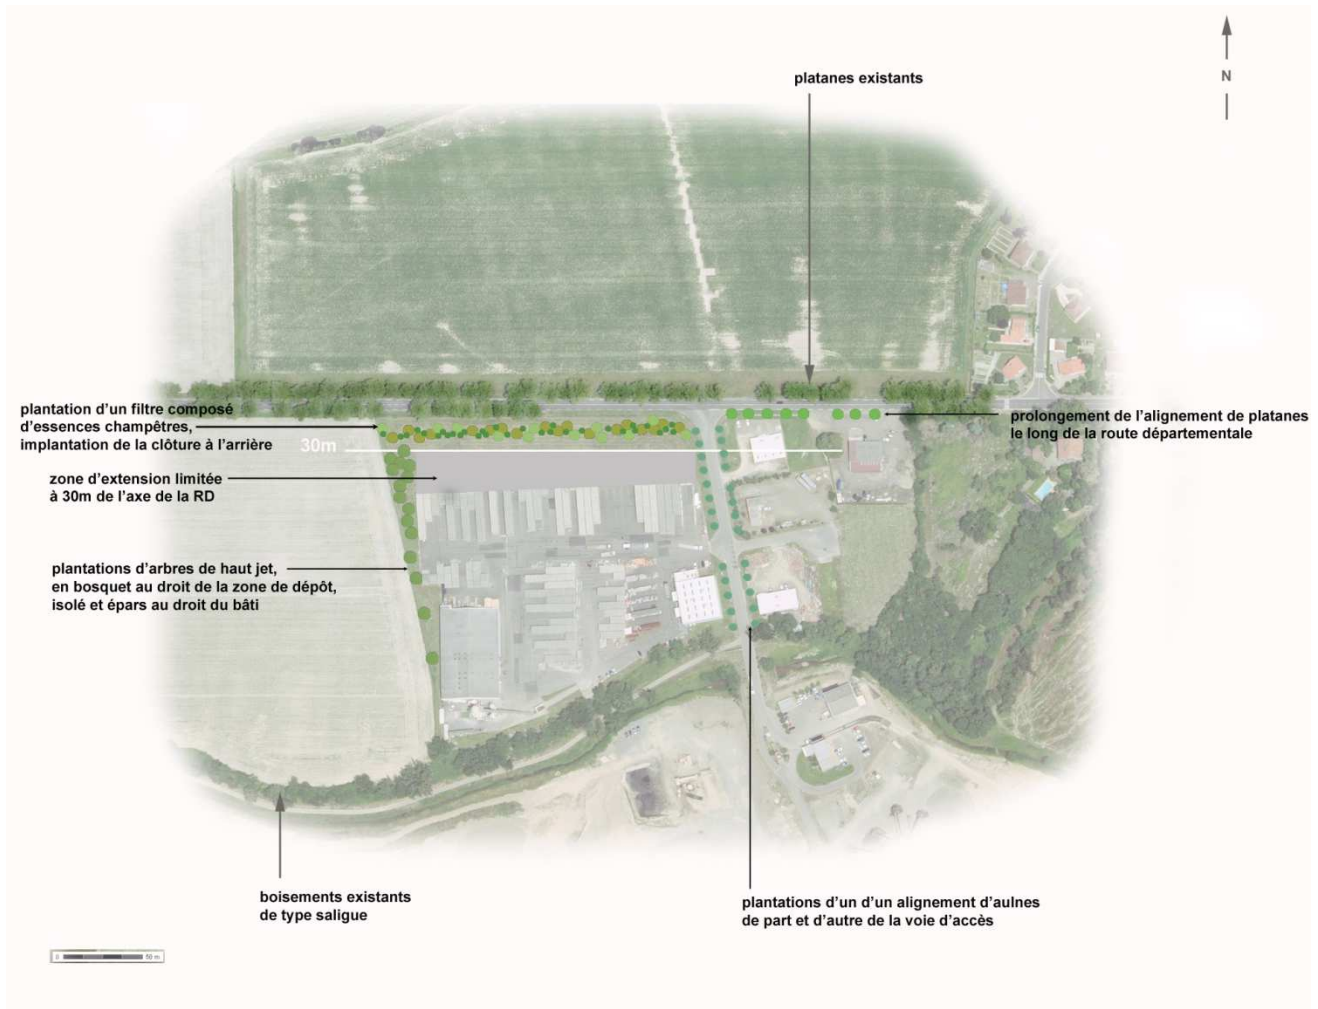 N
platanes existants
plantation d'un filtre composé
d'essences champêtres,
implantation de la clôture à l'arrière
30m
prolongement de l'alignement de platanes
le long de la route départementale
zone d'extension limitée
à 30m de l'axe de la RD
plantations d'arbres de haut jet,
en bosquet au droit de la zone de dépôt,
isolé et épars au droit du bâti
boisements existants
de type saligue
plantations d'un d'un alignement d'aulnes
de part et d'autre de la voie d'accès
0 50 m